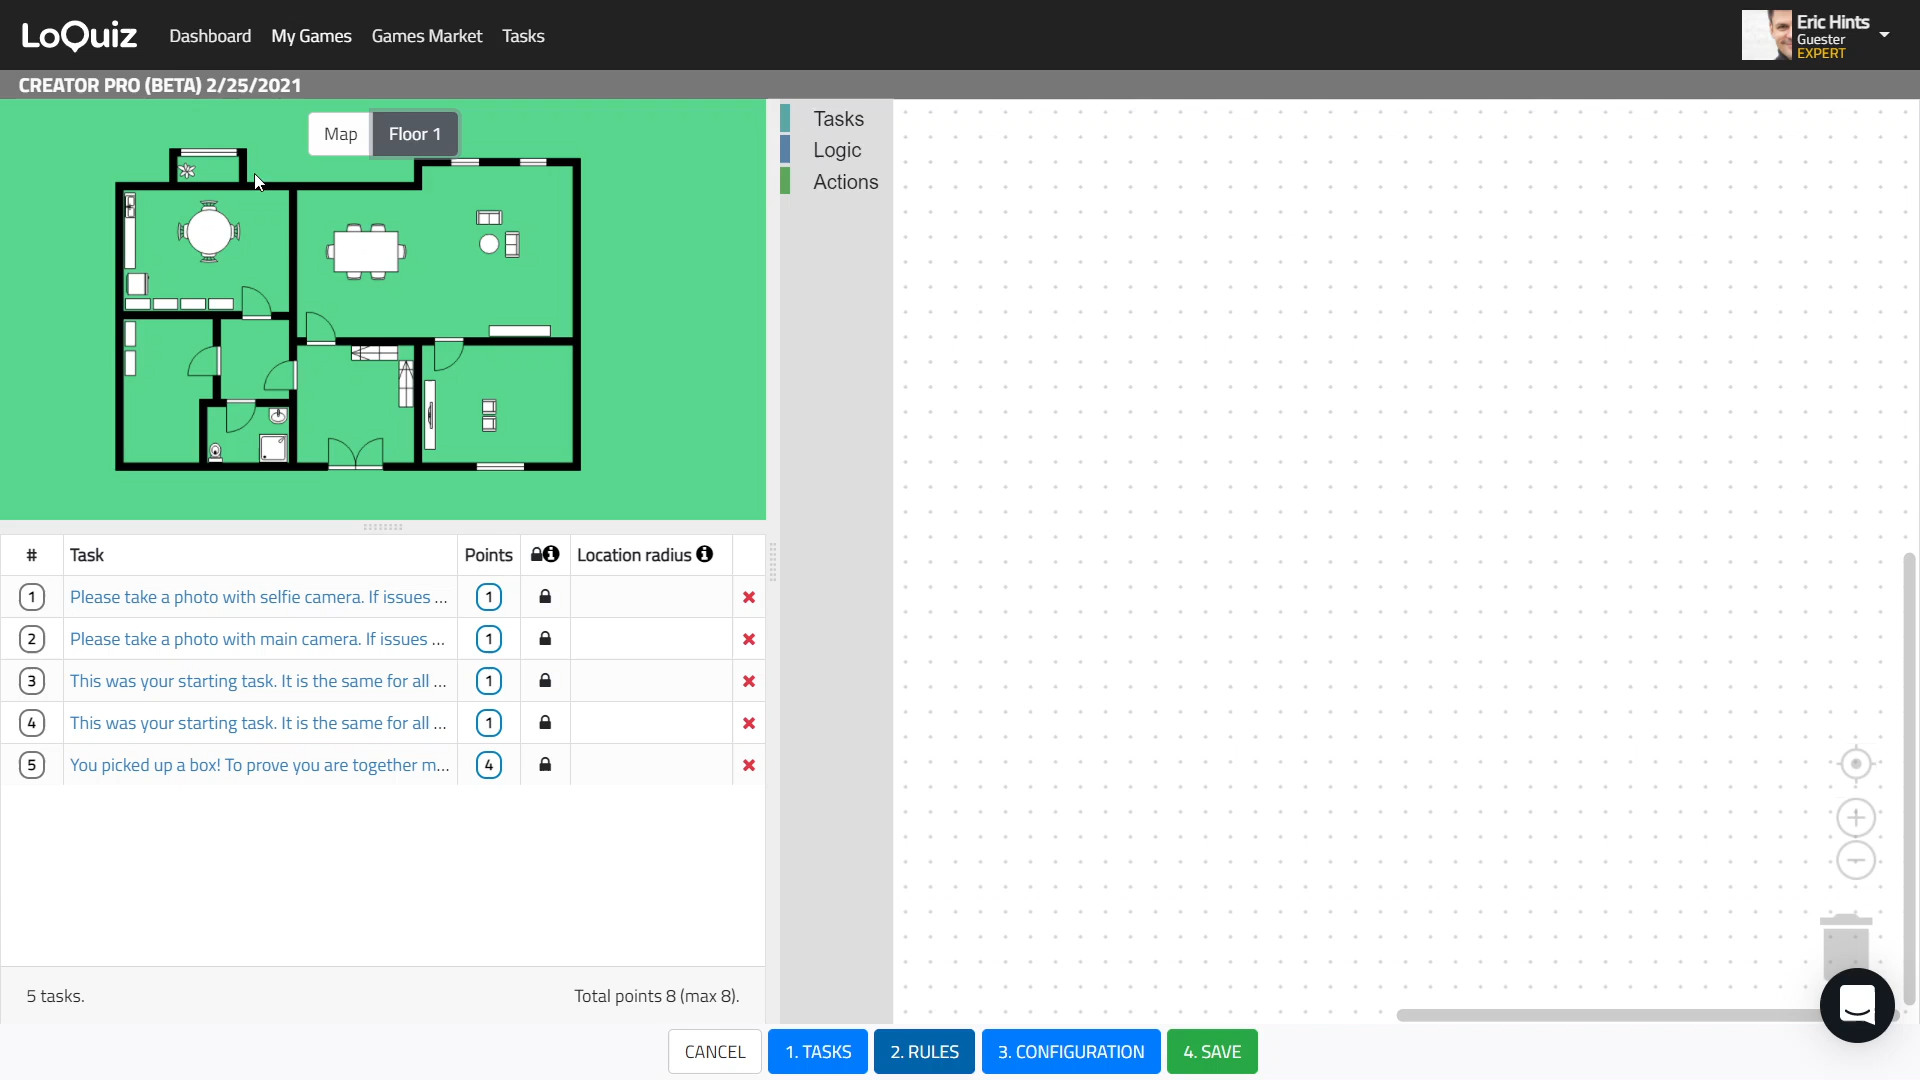 LoQuiz
Dashboard My Games Games Market Tasks
Eric Hints
Guester
EXPERT
CREATOR PRO (BETA) 2/25/2021
Map Floor 1
Tasks
Logic
Actions
# Task Points Location radius
1 Please take a photo with selfie camera. If issues ... 1
2 Please take a photo with main camera. If issues ... 1
3 This was your starting task. It is the same for all ... 1
4 This was your starting task. It is the same for all ... 1
5 You picked up a box! To prove you are together m... 4
5 tasks. Total points 8 (max 8).
CANCEL 1. TASKS 2. RULES 3. CONFIGURATION 4. SAVE